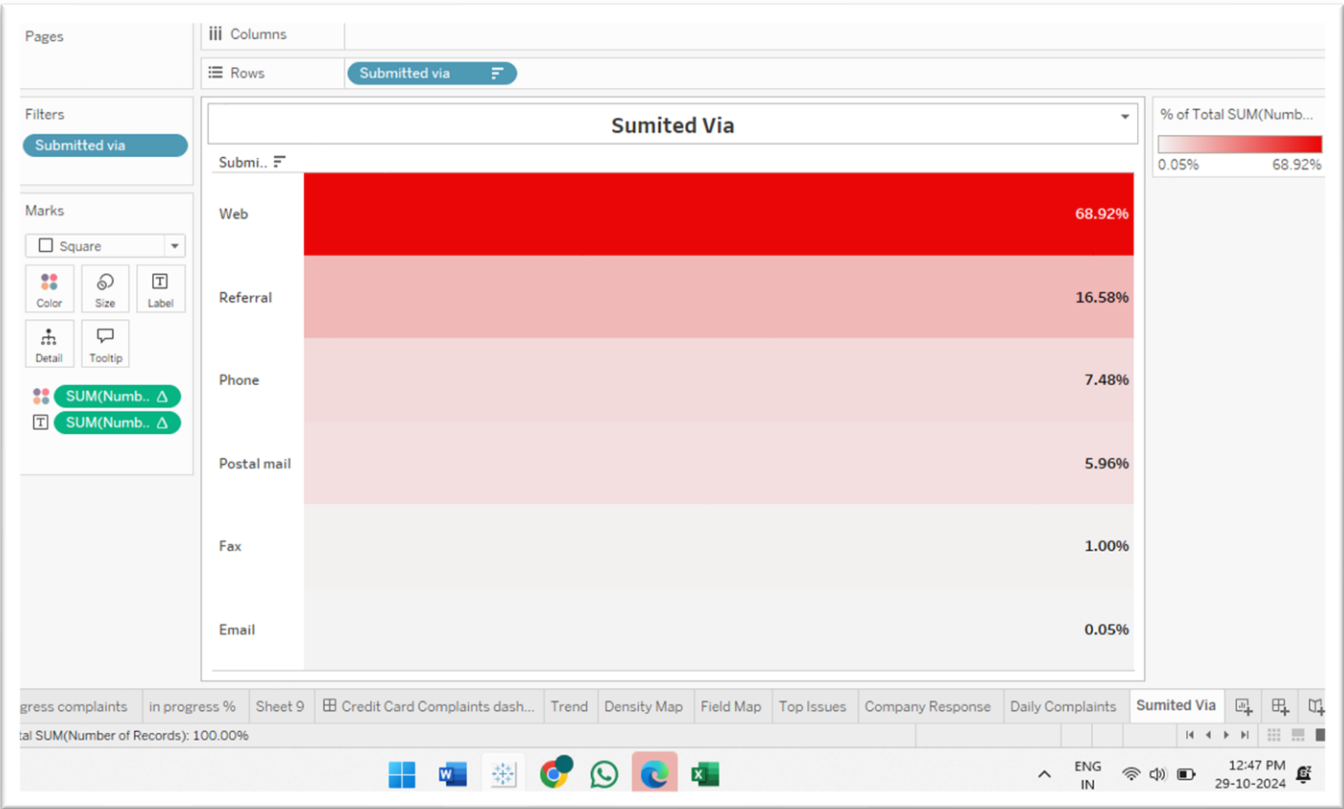 Pages
Columns
Rows
Submitted via
Filters
Submitted via
Marks
Square
Color
Size
Label
Detail
Tooltip
SUM(Numb..
SUM(Numb..
Sumited Via
Submi..
Web 68.92%
Referral 16.58%
Phone 7.48%
Postal mail 5.96%
Fax 1.00%
Email 0.05%
% of Total SUM(Numb...
0.05% 68.92%
gress complaints in progress % Sheet 9 Credit Card Complaints dash... Trend Density Map Field Map Top Issues Company Response Daily Complaints Sumited Via
al SUM(Number of Records): 100.00%
ENG
IN
12:47 PM
29-10-2024